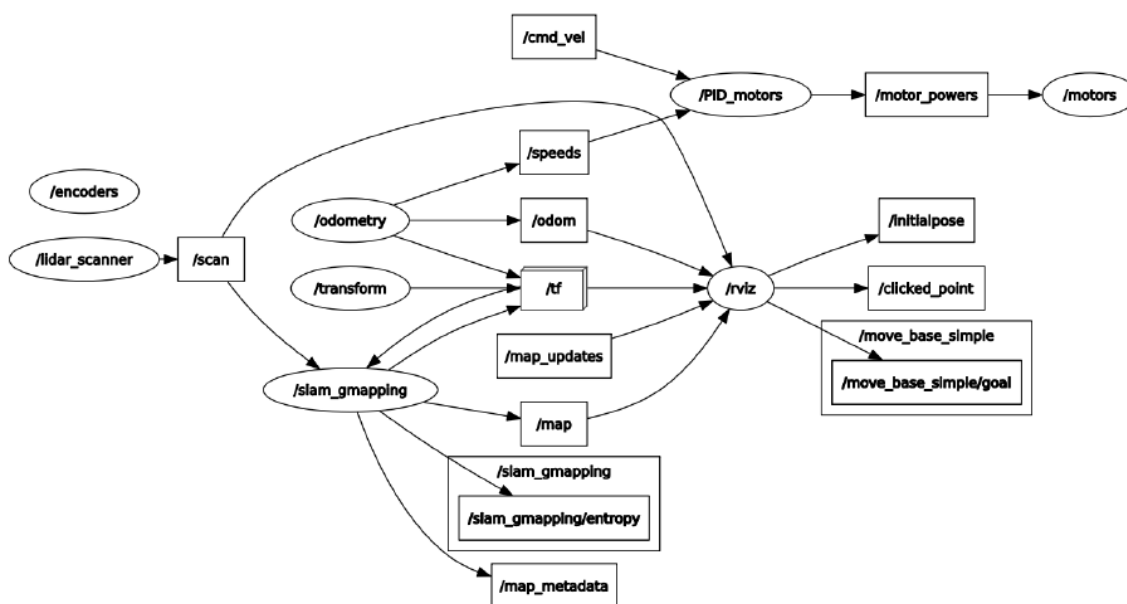 /cmd_vel
/PID_motors
/motor_powers
/motors
/speeds
/encoders
/odometry
/odom
/initialpose
/lidar_scanner
/scan
/transform
/tf
/rviz
/clicked_point
/map_updates
/move_base_simple
/move_base_simple/goal
/slam_gmapping
/map
/slam_gmapping
/slam_gmapping/entropy
/map_metadata